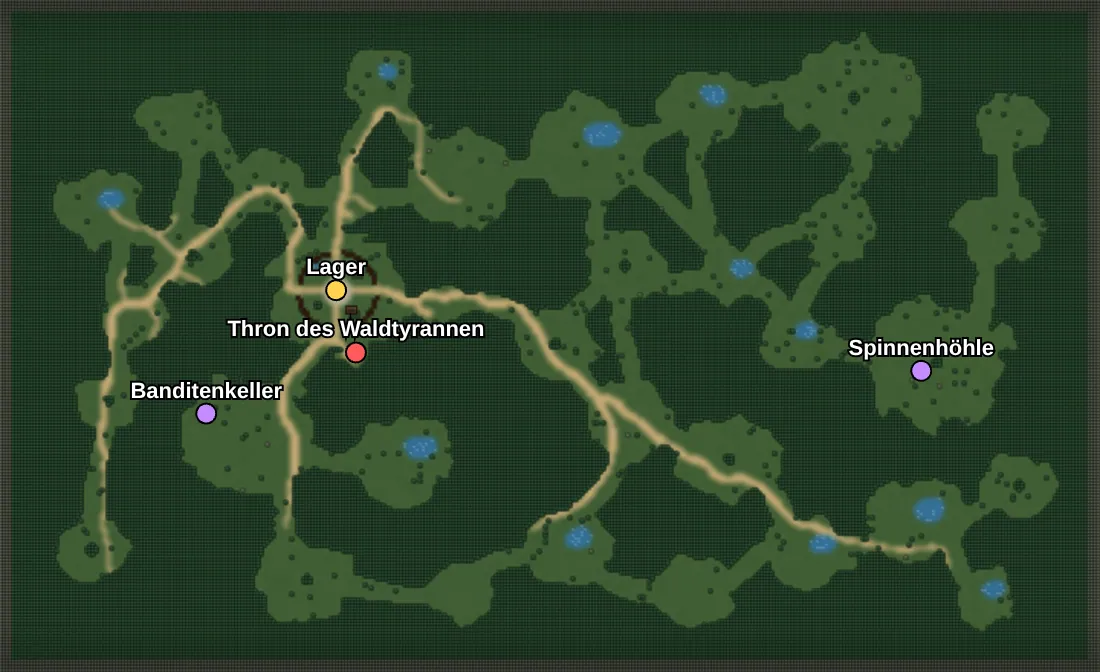 Lager
Thron des Waldtyrannen
Spinnenhöhle
Banditenkeller